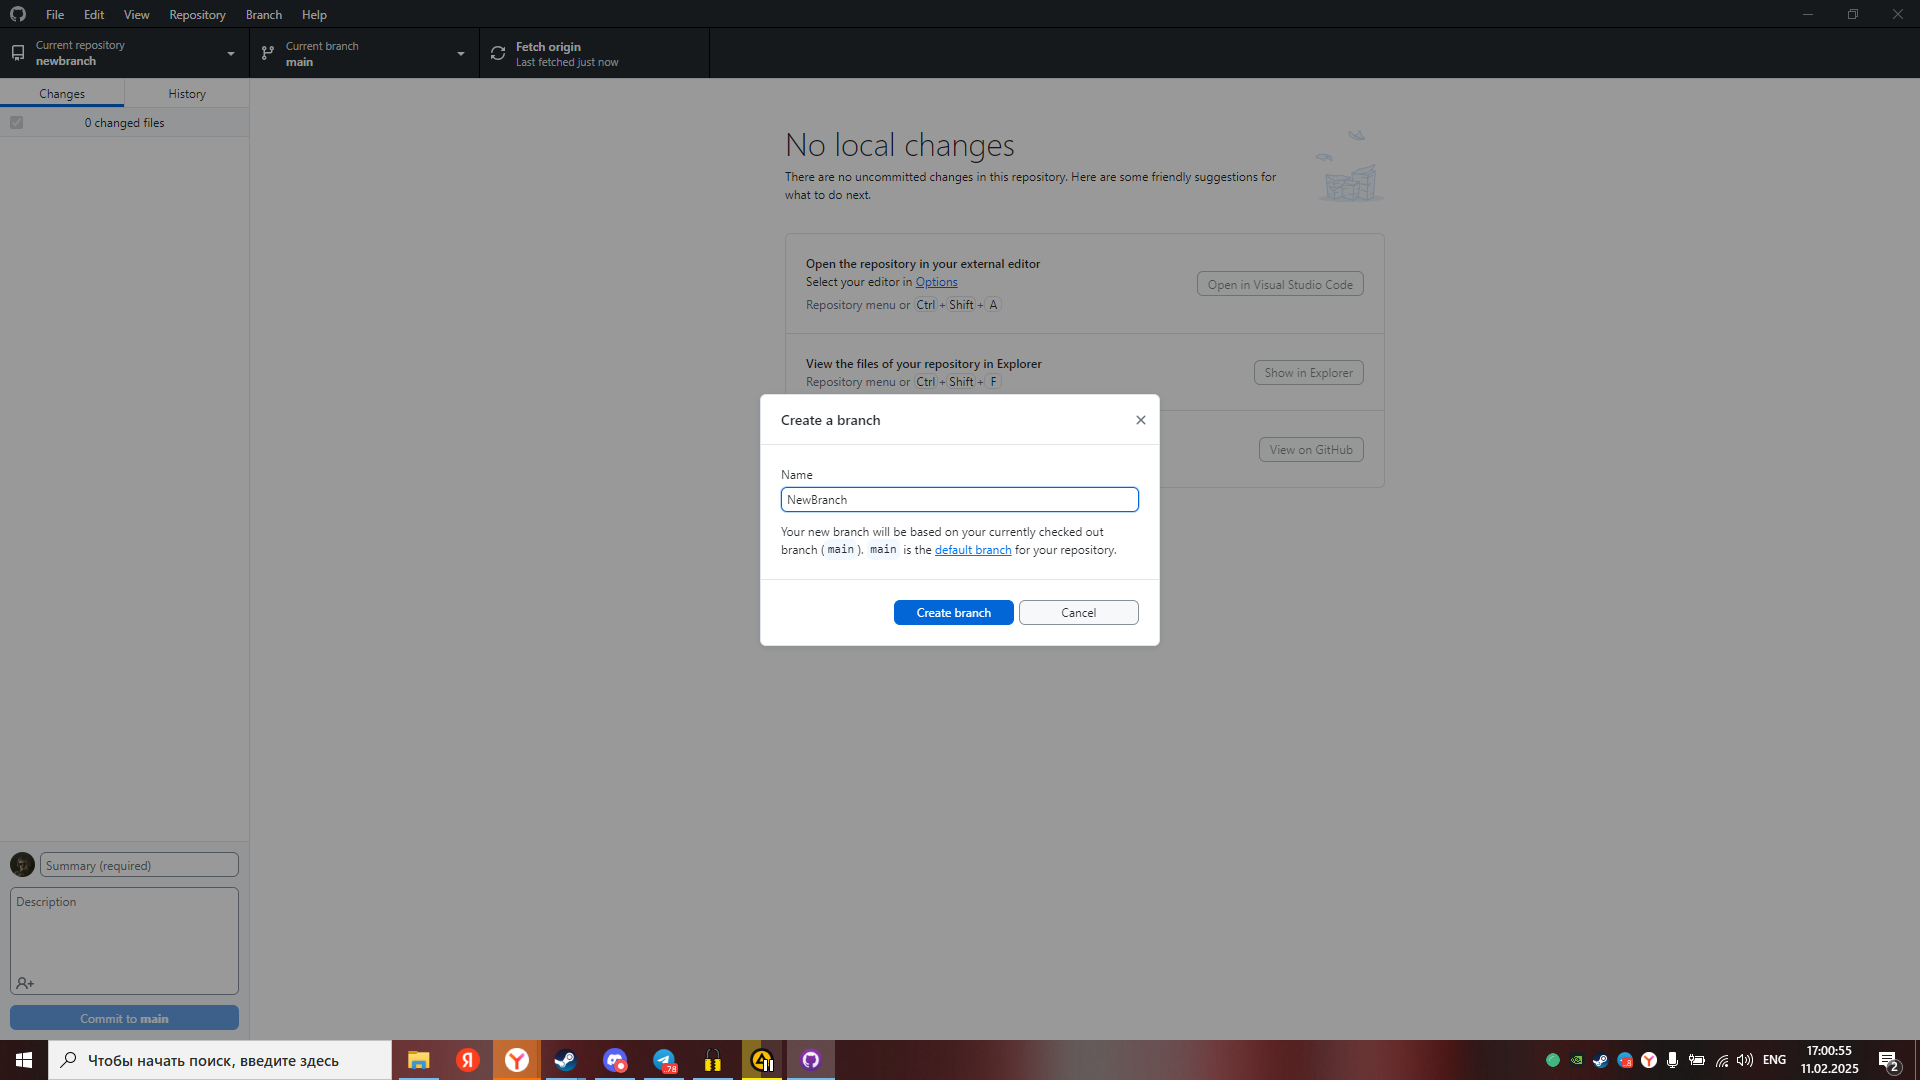 File Edit View Repository Branch Help
Current repository
newbranch
Current branch
main
Fetch origin
Last fetched just now
Changes History
0 changed files
No local changes
There are no uncommitted changes in this repository. Here are some friendly suggestions for
what to do next.
Open the repository in your external editor
Select your editor in Options
Repository menu or Ctrl + Shift + A
Open in Visual Studio Code
View the files of your repository in Explorer
Repository menu or Ctrl + Shift + F
Show in Explorer
View on GitHub
Create a branch
Name
NewBranch
Your new branch will be based on your currently checked out
branch ( main ). main is the default branch for your repository.
Create branch Cancel
Summary (required)
Description
Commit to main
Чтобы начать поиск, введите здесь
Я
Y
78
8
Y
ENG
17:00:55
11.02.2025
2